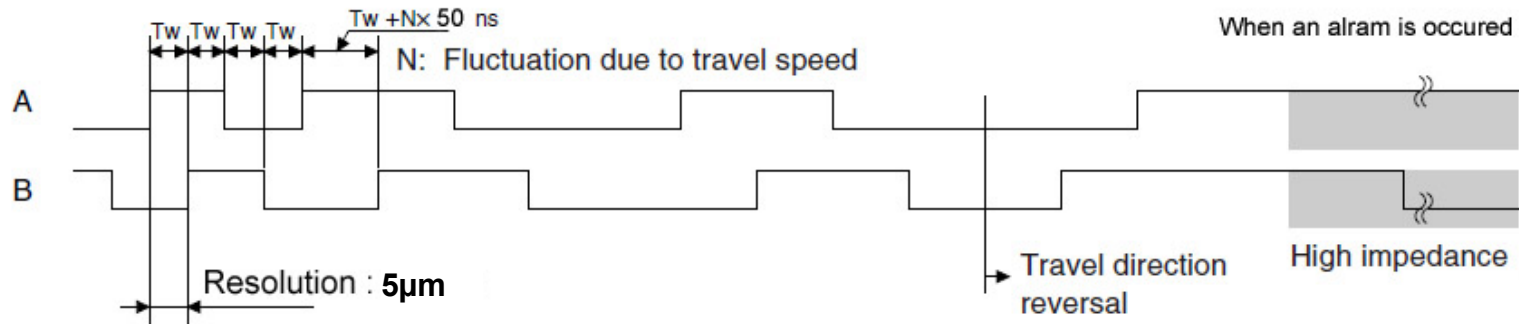 Tw +N× 50 ns
When an alram is occured
Tw Tw Tw Tw
N: Fluctuation due to travel speed
A
B
Resolution : 5µm
Travel direction
reversal
High impedance